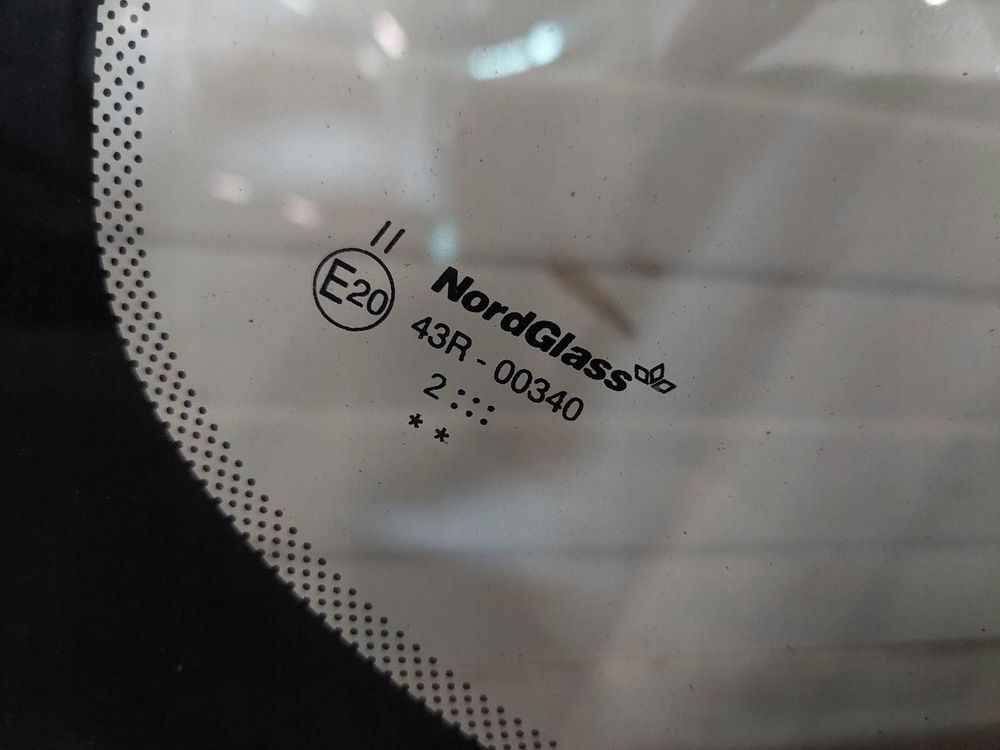 II
E20
NordGlass
43R - 00340
2 :::
* *